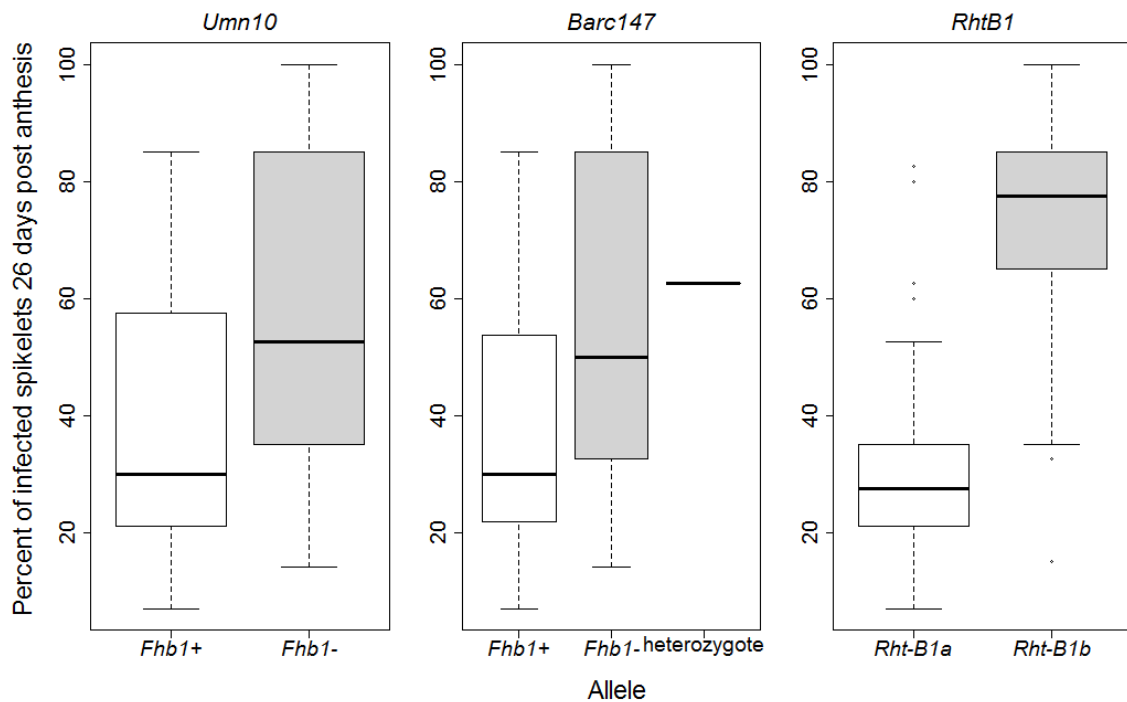 Umn10
Barc147
RhtB1
Percent of infected spikelets 26 days post anthesis
100
80
60
40
20
100
80
60
40
20
100
80
60
40
20
Fhb1+
Fhb1-
Fhb1+
Fhb1-
heterozygote
Rht-B1a
Rht-B1b
Allele